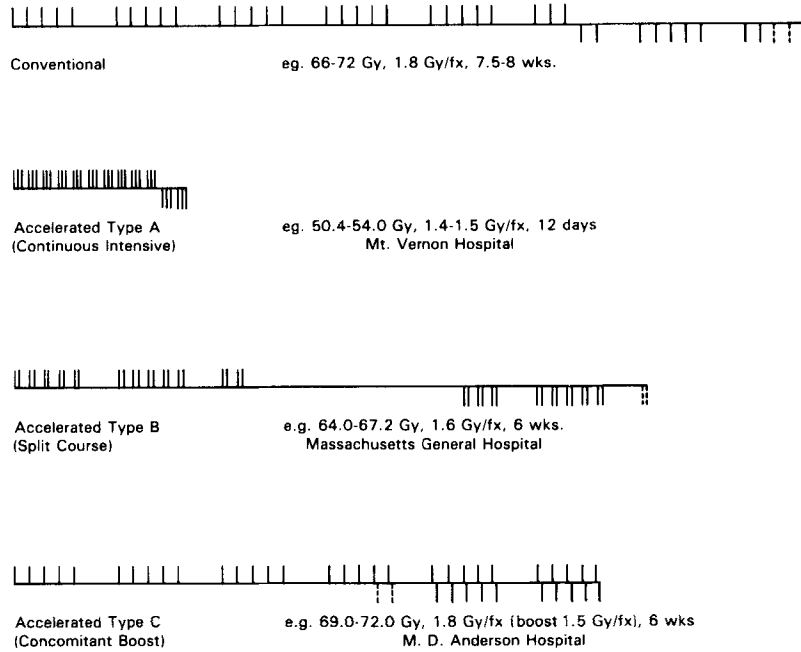 Conventional eg. 66-72 Gy, 1.8 Gy/fx, 7.5-8 wks.
Accelerated Type A eg. 50.4-54.0 Gy, 1.4-1.5 Gy/fx, 12 days
(Continuous Intensive) Mt. Vernon Hospital
Accelerated Type B e.g. 64.0-67.2 Gy, 1.6 Gy/fx, 6 wks.
(Split Course) Massachusetts General Hospital
Accelerated Type C e.g. 69.0-72.0 Gy, 1.8 Gy/fx (boost 1.5 Gy/fx), 6 wks
(Concomitant Boost) M. D. Anderson Hospital